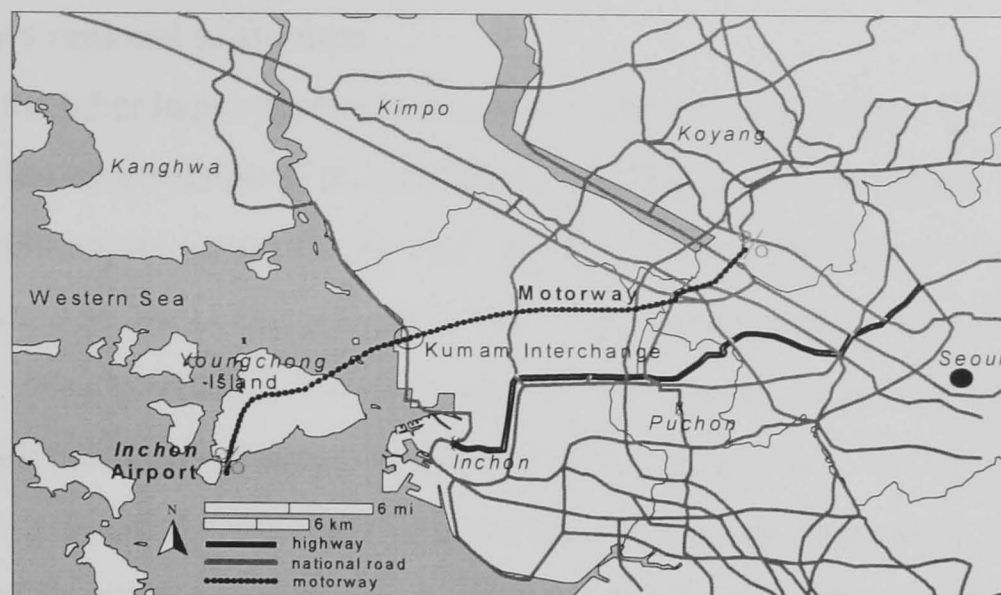 Kimpo
Koyang
Kanghwa
Western Sea
Motorway
Youngchong
Island
Kumam Interchange
Seoul
Puchon
Inchon
Airport
Inchon
N
6 mi
6 km
highway
national road
motorway